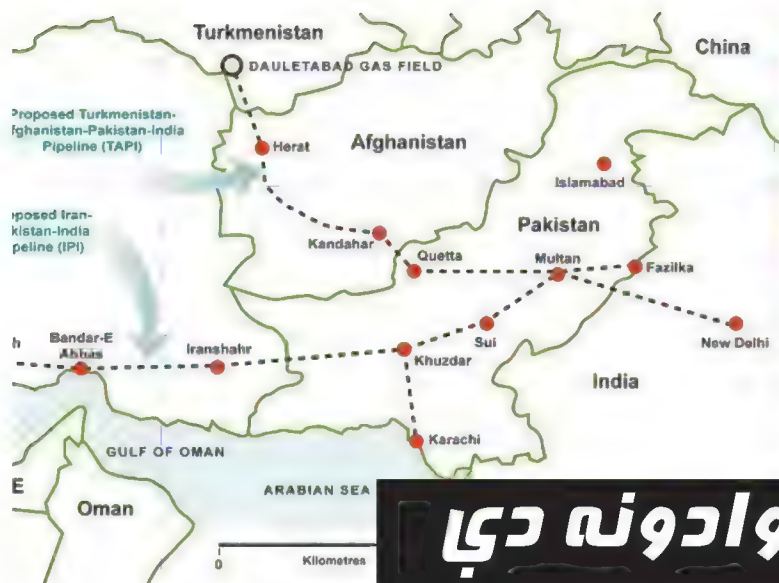 Turkmenistan
China
DAULETABAD GAS FIELD
Proposed Turkmenistan-
fghanistan-Pakistan-India
Pipeline (TAPI)
Herat
Afghanistan
Islamabad
posed Iran-
kistan-India
peline (IPI)
Pakistan
Kandahar
Quetta
Multan
Fazilka
h
Bandar-E
Abbas
Iranshahr
Khuzdar
Sui
New Delhi
India
GULF OF OMAN
Karachi
E
Oman
ARABIAN SEA
وادونه دي
0
Kilometres